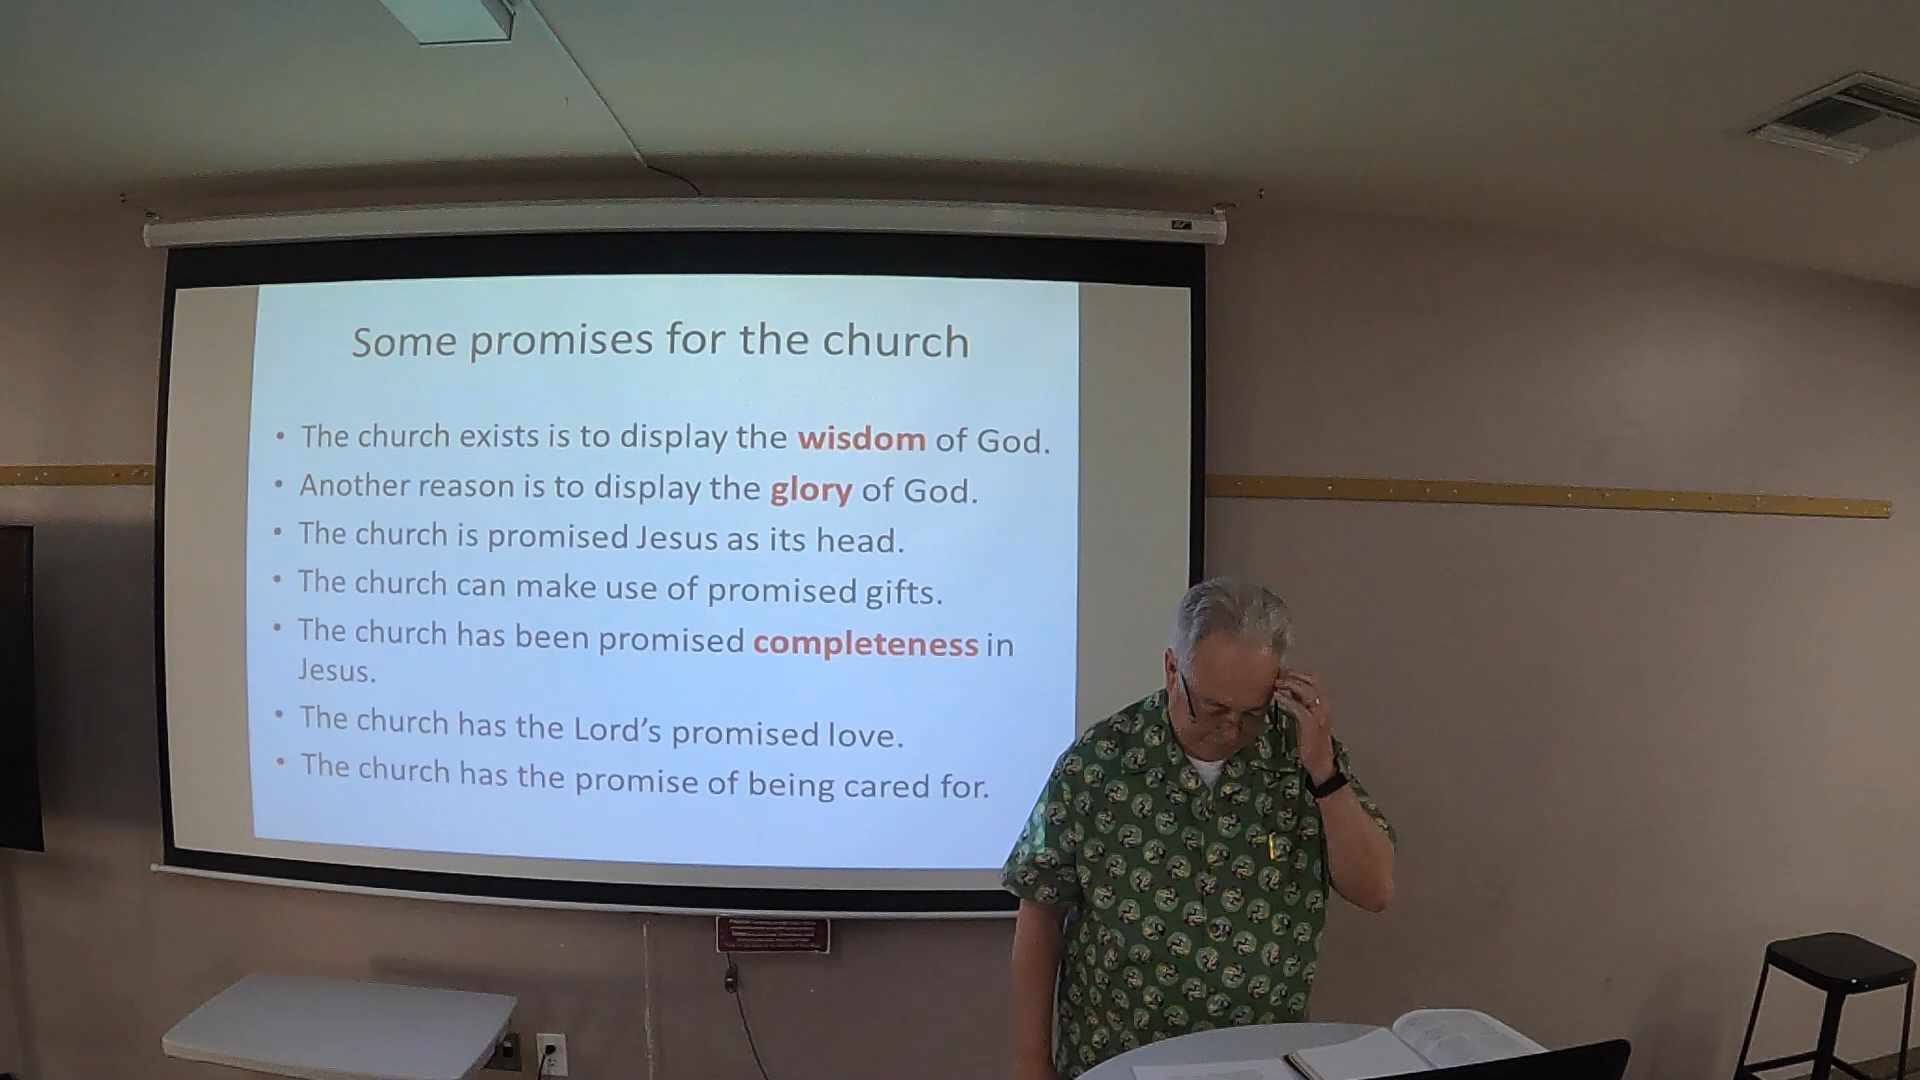 Some promises for the church
• The church exists is to display the wisdom of God.
• Another reason is to display the glory of God.
• The church is promised Jesus as its head.
• The church can make use of promised gifts.
• The church has been promised completeness in
Jesus.
• The church has the Lord's promised love.
• The church has the promise of being cared for.